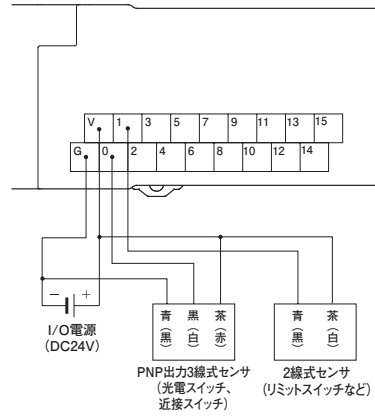 V 1 3 5 7 9 11 13 15
G 0 2 4 6 8 10 12 14
− +
I/O電源
(DC24V)
青(黒) 黒(白) 茶(赤)
青(黒) 茶(白)
PNP出力3線式センサ
(光電スイッチ、
近接スイッチ)
2線式センサ
(リミットスイッチなど)